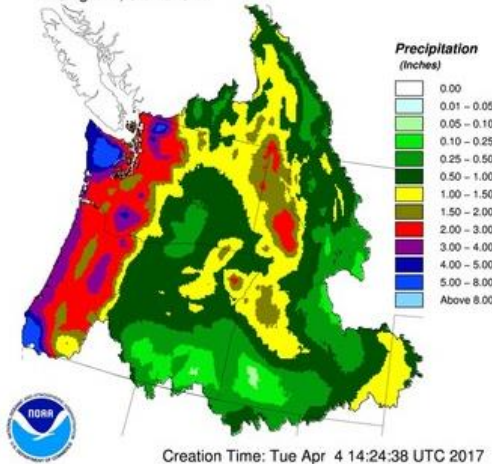 Precipitation
(Inches)
0.00
0.01 - 0.05
0.05 - 0.10
0.10 - 0.25
0.25 - 0.50
0.50 - 1.00
1.00 - 1.50
1.50 - 2.00
2.00 - 3.00
3.00 - 4.00
4.00 - 5.00
5.00 - 8.00
Above 8.00
NOAA
Creation Time: Tue Apr 4 14:24:38 UTC 2017